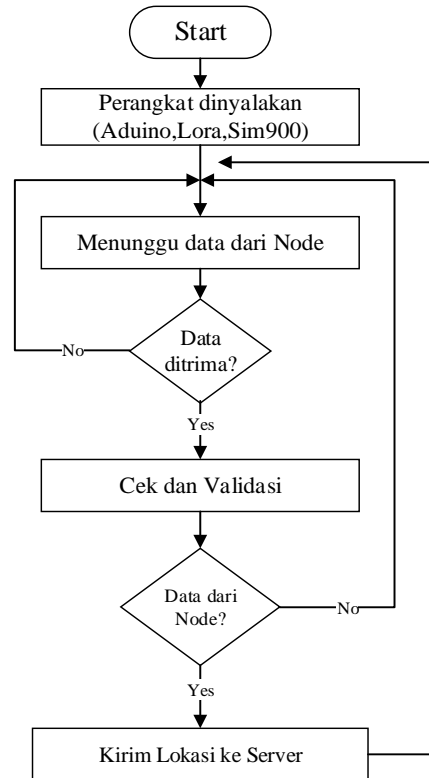 Start
Perangkat dinyalakan
(Aduino,Lora,Sim900)
Menunggu data dari Node
Data
ditrima?
No
Yes
Cek dan Validasi
Data dari
Node?
No
Yes
Kirim Lokasi ke Server